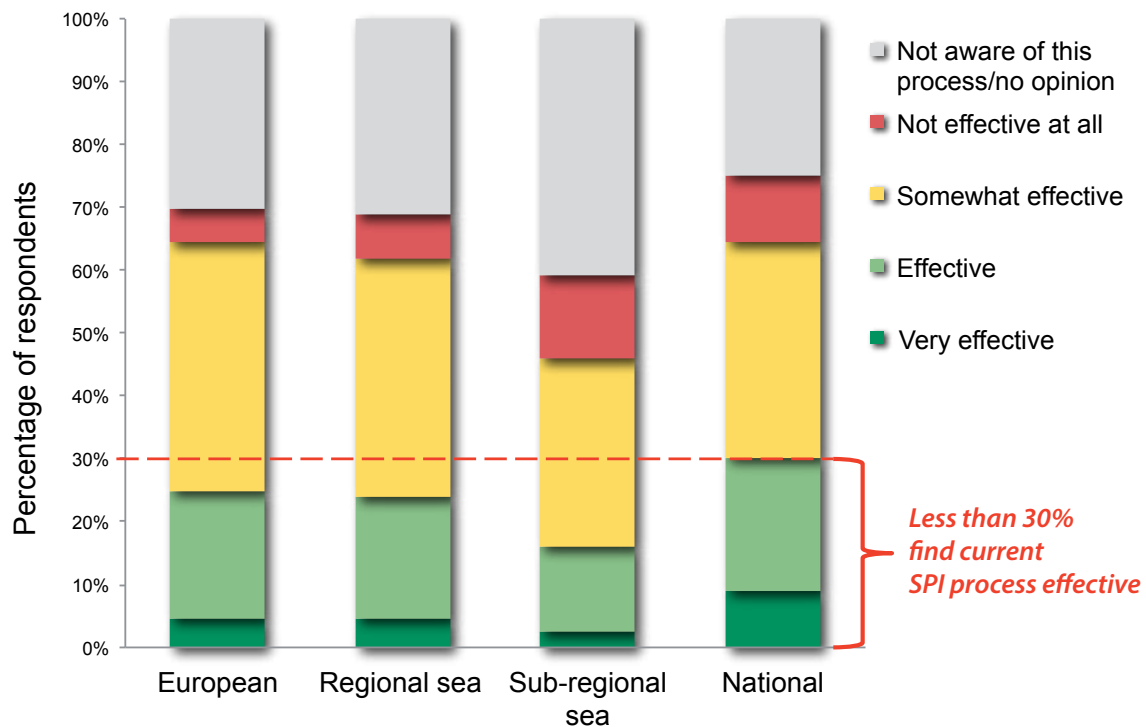 Percentage of respondents
100%
90%
80%
70%
60%
50%
40%
30%
20%
10%
0%
European
Regional sea
Sub-regional
sea
National
Not aware of this
process/no opinion
Not effective at all
Somewhat effective
Effective
Very effective
Less than 30%
find current
SPI process effective